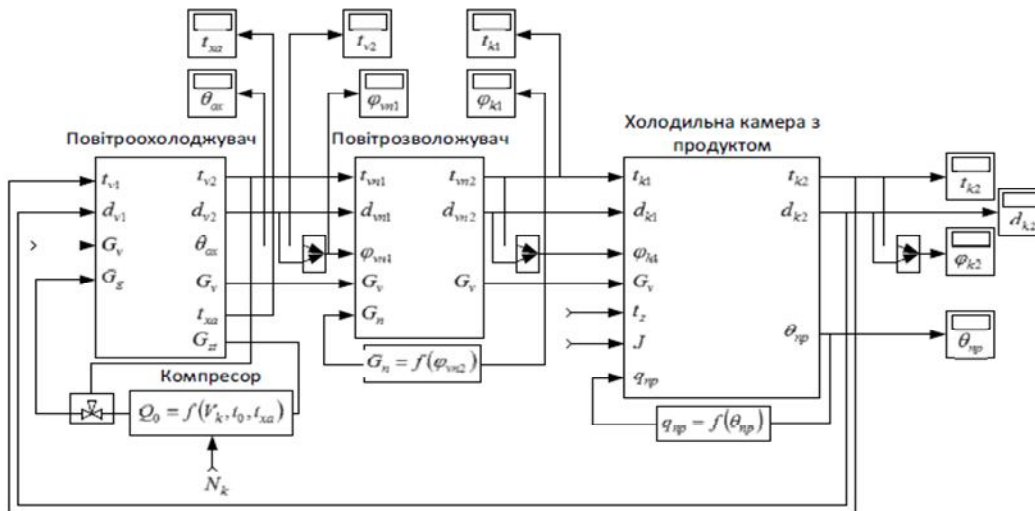 t_xa
t_v2
t_k1
θ_ax
φ_vn1
φ_k1
Повітроохолоджувач
Повітрозволожувач
Холодильна камера з
продуктом
t_v1
t_v2
t_vn1
t_vn2
t_k1
t_k2
t_k2
d_v1
d_v2
d_vn1
d_vn2
d_k1
d_k2
d_k2
G_v
θ_ax
φ_vn1
φ_k1
φ_k2
G_g
G_v
G_v
G_v
G_v
t_xa
G_n
t_z
G_zt
J
θ_np
θ_np
G_n = f(φ_vn2)
q_np
Компресор
Q_0 = f(V_k, t_0, t_xa)
q_np = f(θ_np)
N_k